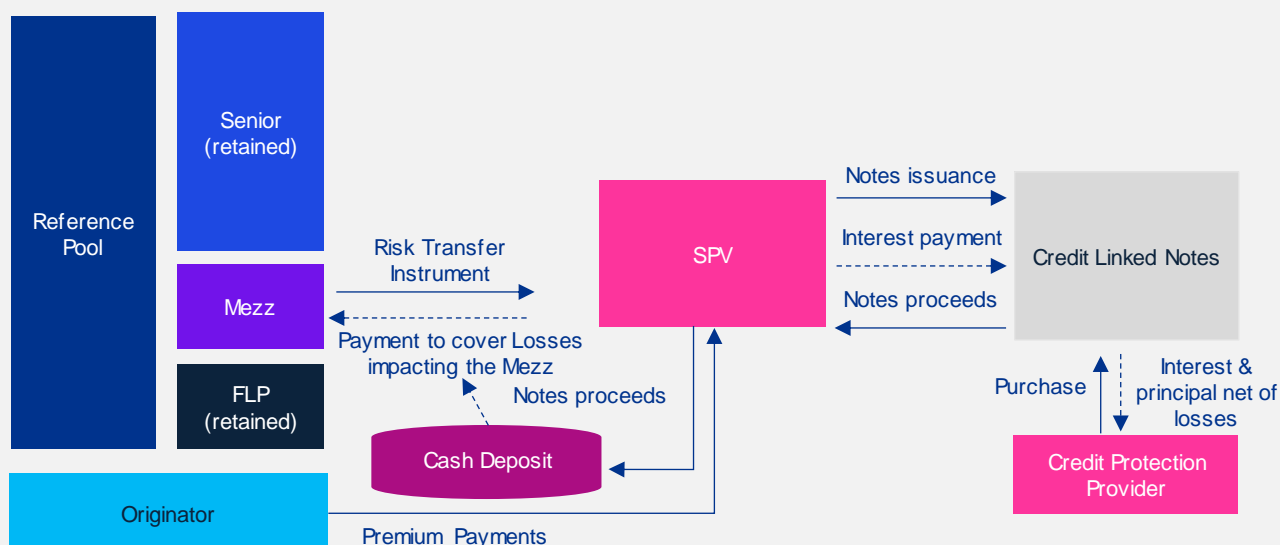 Reference
Pool
Senior
(retained)
Mezz
FLP
(retained)
Originator
Risk Transfer
Instrument
Payment to cover Losses
impacting the Mezz
Notes proceeds
Cash Deposit
Premium Payments
SPV
Notes issuance
Interest payment
Notes proceeds
Credit Linked Notes
Purchase
Interest &
principal net of
losses
Credit Protection
Provider